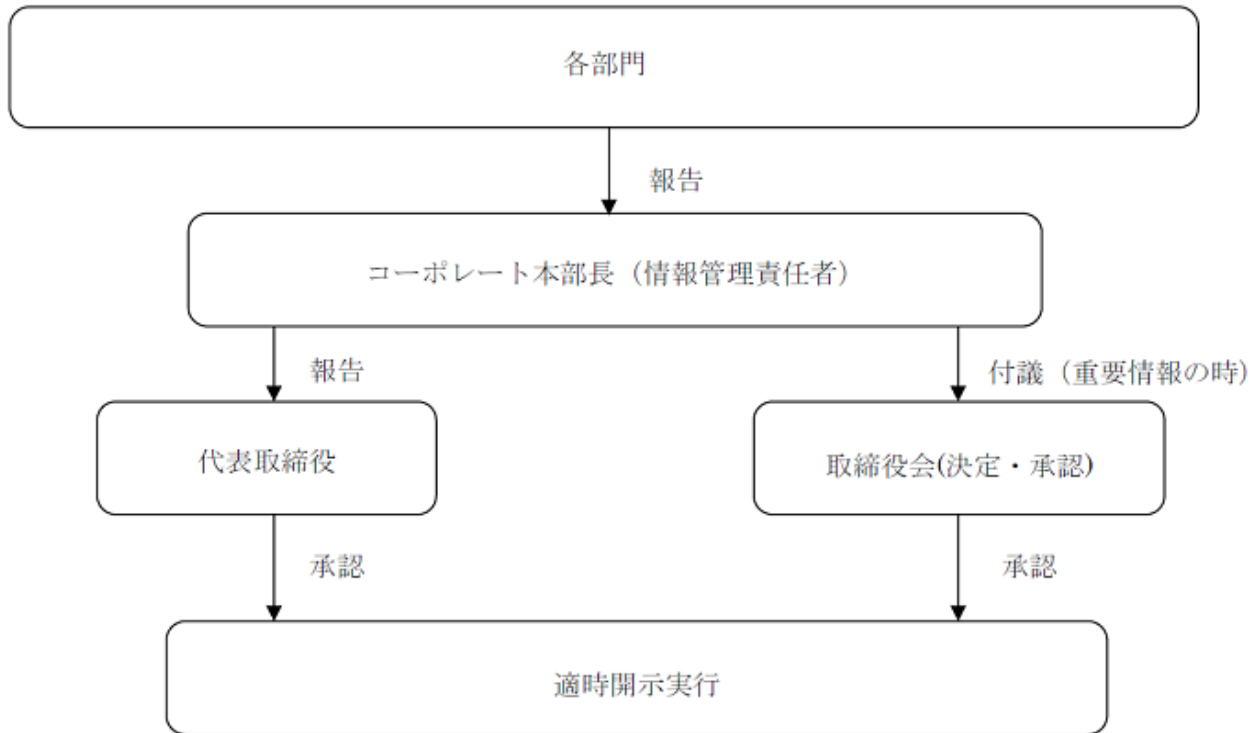 各部門
報告
コーポレート本部長（情報管理責任者）
報告
付議（重要情報の時）
代表取締役
取締役会(決定・承認)
承認
承認
適時開示実行